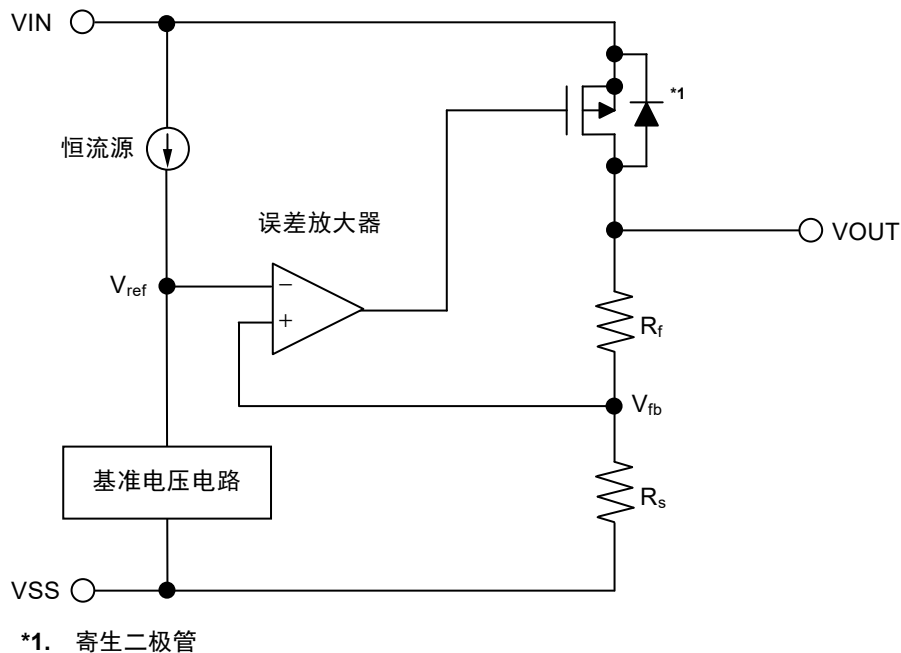 VIN
*1
恒流源
误差放大器
VOUT
Vref
−
+
Rf
Vfb
基准电压电路
Rs
VSS
*1. 寄生二极管